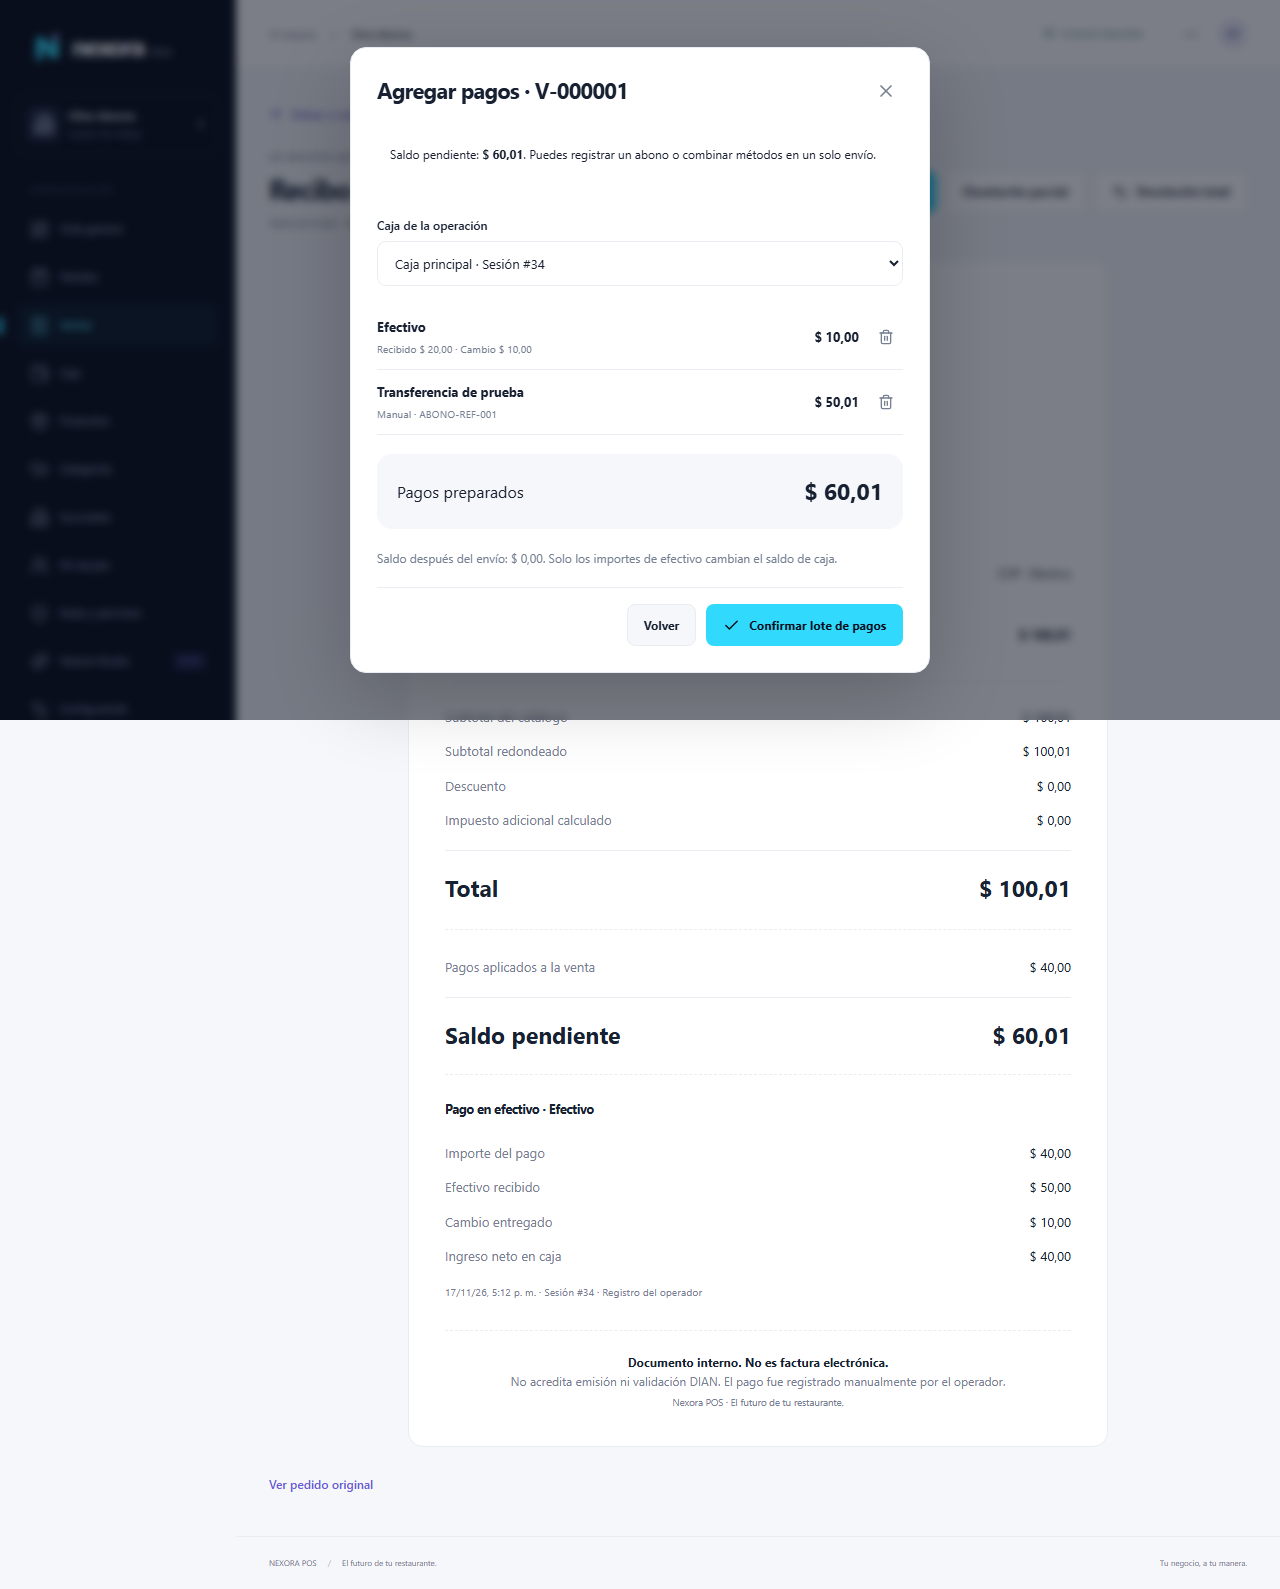 nexora
Agregar pagos · V-000001
Saldo pendiente: $ 60,01. Puedes registrar un abono o combinar métodos en un solo envío.
Caja de la operación
Caja principal · Sesión #34
Efectivo
Recibido $ 20,00 · Cambio $ 10,00
$ 10,00
Transferencia de prueba
Manual · ABONO-REF-001
$ 50,01
Pagos preparados
$ 60,01
Saldo después del envío: $ 0,00. Solo los importes de efectivo cambian el saldo de caja.
Volver
Confirmar lote de pagos
Subtotal del catálogo
$ 100,01
Subtotal redondeado
$ 100,01
Descuento
$ 0,00
Impuesto adicional calculado
$ 0,00
Total
$ 100,01
Pagos aplicados a la venta
$ 40,00
Saldo pendiente
$ 60,01
Pago en efectivo · Efectivo
Importe del pago
$ 40,00
Efectivo recibido
$ 50,00
Cambio entregado
$ 10,00
Ingreso neto en caja
$ 40,00
17/11/26, 5:12 p. m. · Sesión #34 · Registro del operador
Documento interno. No es factura electrónica.
No acredita emisión ni validación DIAN. El pago fue registrado manualmente por el operador.
Nexora POS · El futuro de tu restaurante.
Ver pedido original
NEXORA POS / El futuro de tu restaurante.
Tu negocio, a tu manera.